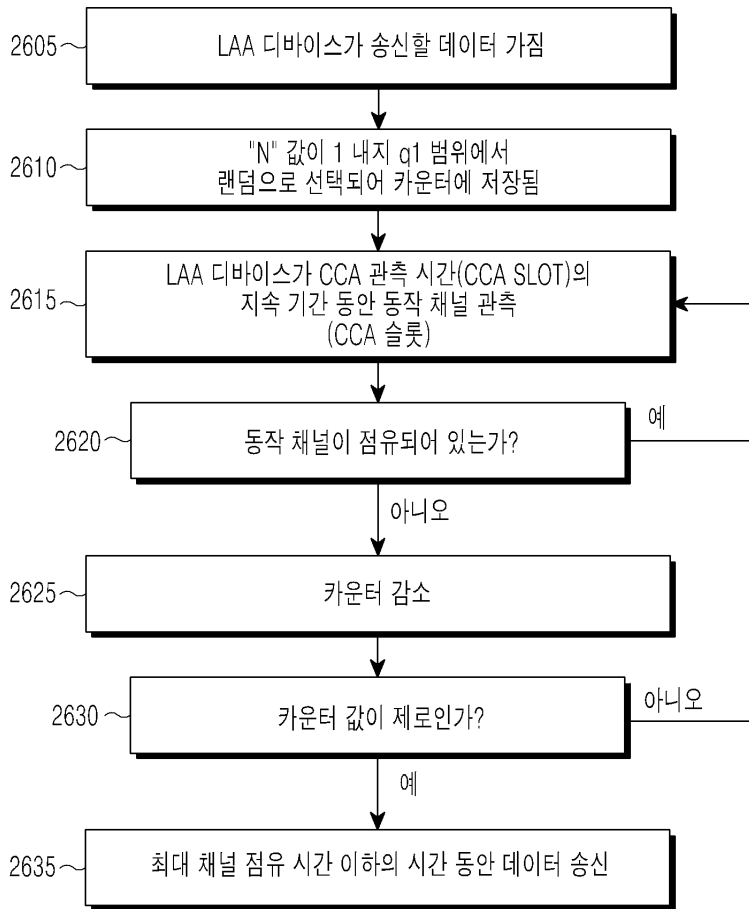 2605
LAA 디바이스가 송신할 데이터 가짐
2610
"N" 값이 1 내지 q1 범위에서
랜덤으로 선택되어 카운터에 저장됨
2615
LAA 디바이스가 CCA 관측 시간(CCA SLOT)의
지속 기간 동안 동작 채널 관측
(CCA 슬롯)
2620
동작 채널이 점유되어 있는가?
예
아니오
2625
카운터 감소
2630
카운터 값이 제로인가?
아니오
예
2635
최대 채널 점유 시간 이하의 시간 동안 데이터 송신